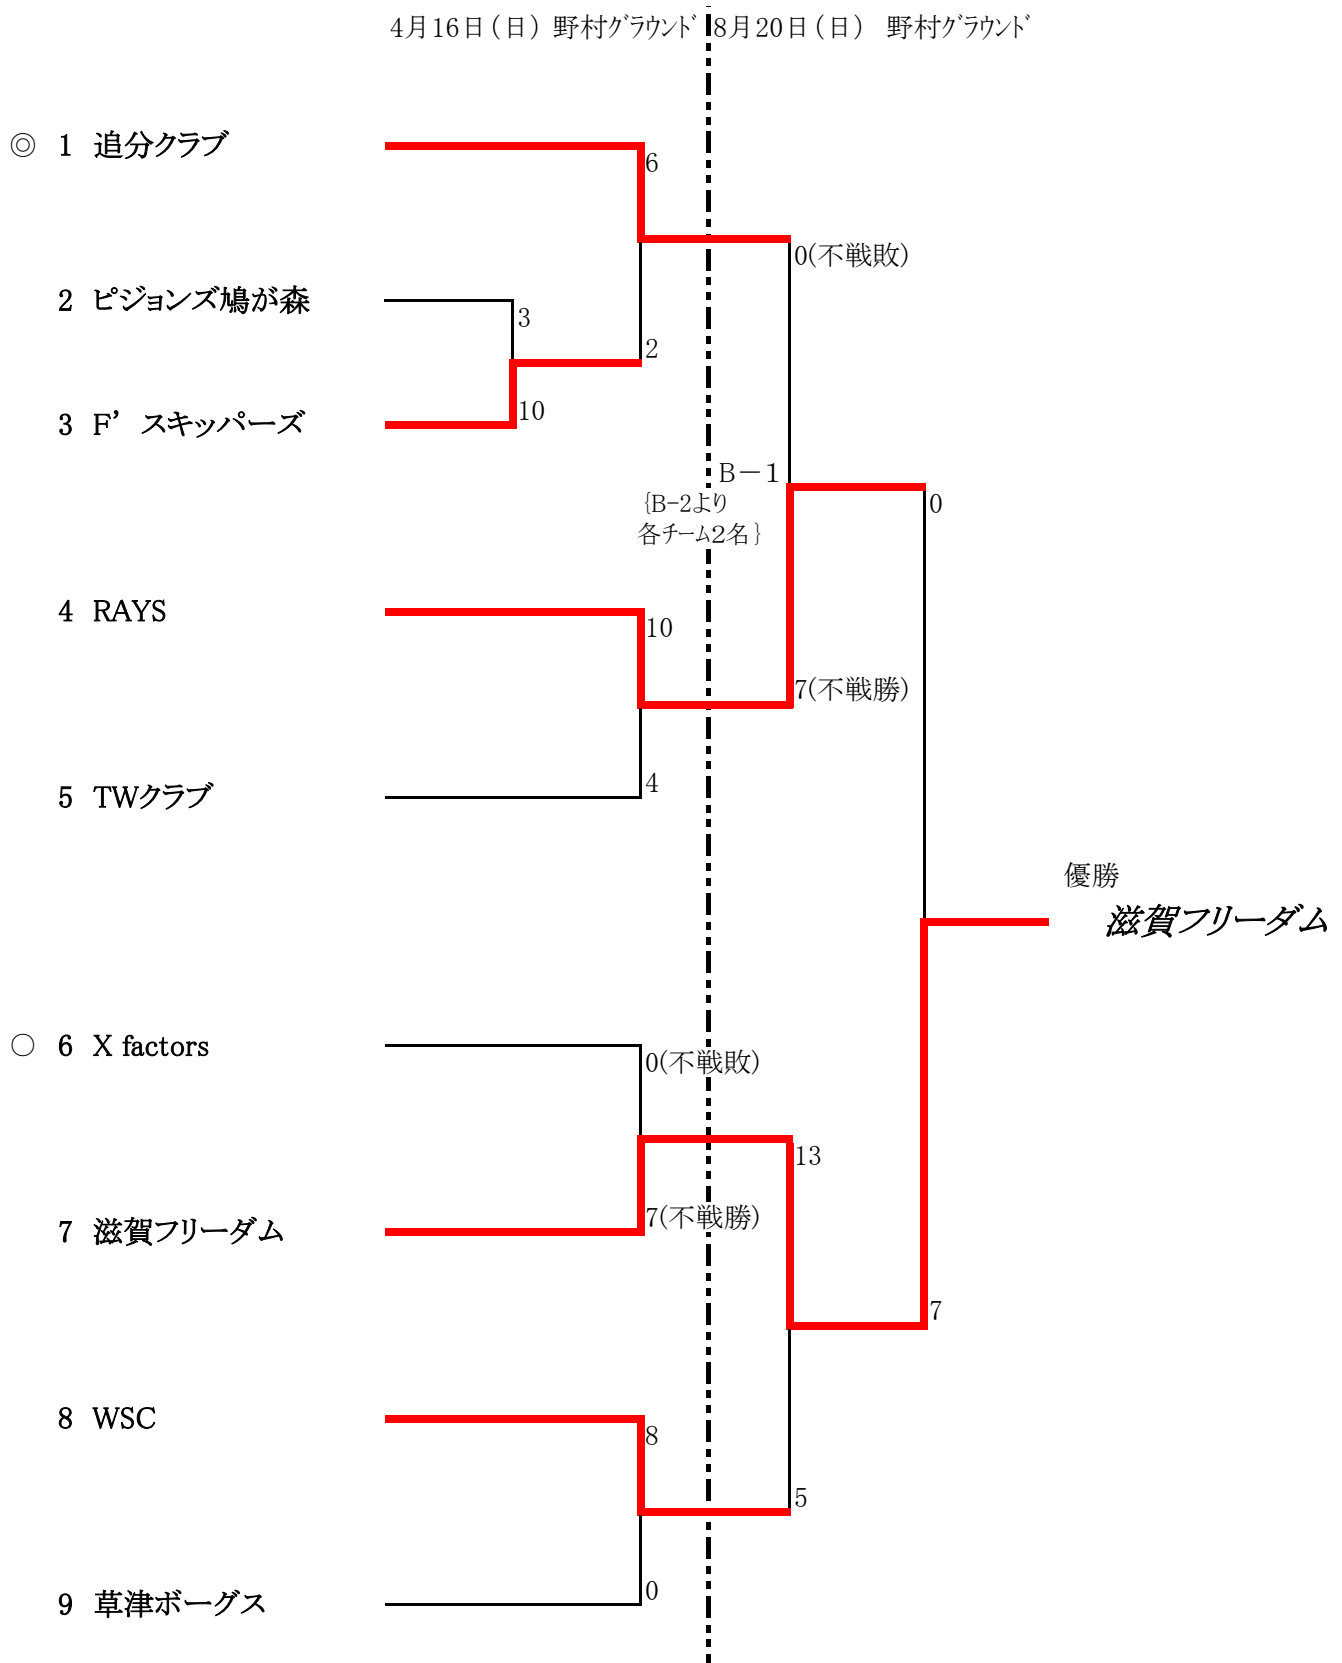 4月16日(日) 野村グラウンド 8月20日(日) 野村グラウンド
◎ 1 追分クラブ
6
0(不戦敗)
2 ピジョンズ鳩が森
3
2
3 F’スキッパーズ
10
B-1
{B-2より
各チーム2名}
0
4 RAYS
10
7(不戦勝)
5 TWクラブ
4
優勝
滋賀フリーダム
○ 6 X factors
0(不戦敗)
13
7 滋賀フリーダム
7(不戦勝)
7
8 WSC
8
5
9 草津ボーグス
0